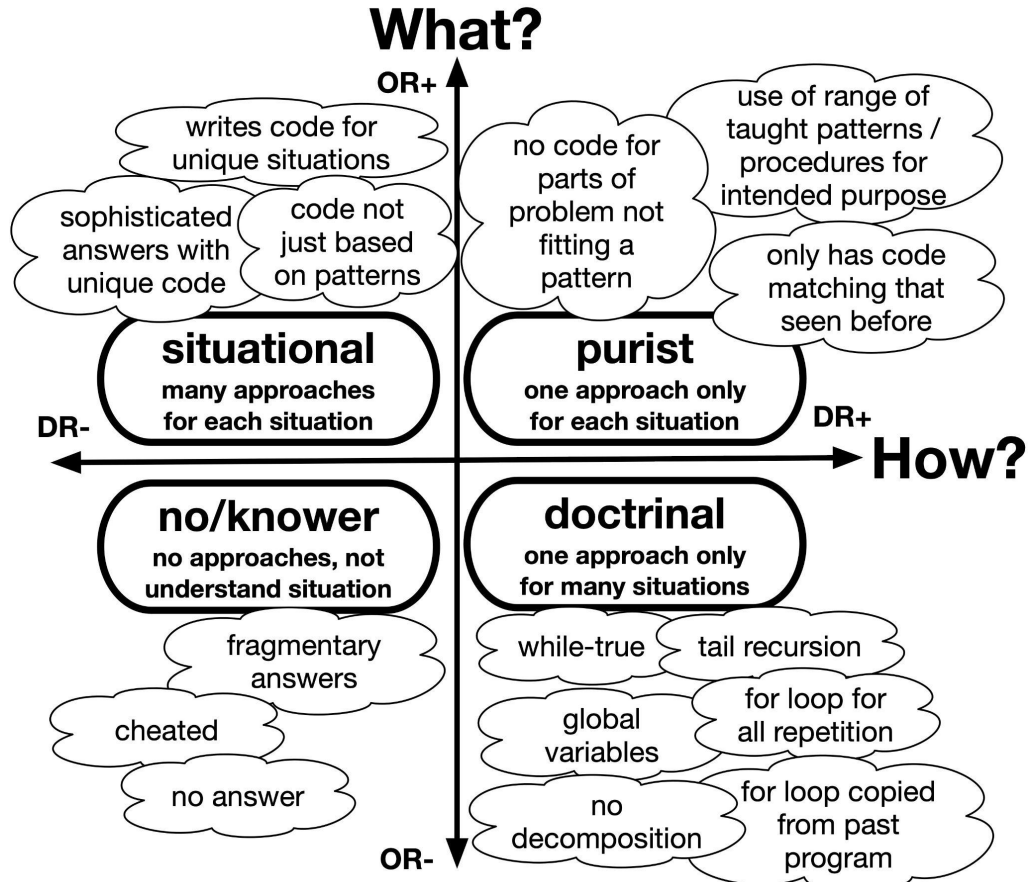 What?
OR+
writes code for
unique situations
sophisticated
answers with
unique code
code not
just based
on patterns
no code for
parts of
problem not
fitting a
pattern
use of range of
taught patterns /
procedures for
intended purpose
only has code
matching that
seen before
situational
many approaches
for each situation
purist
one approach only
for each situation
DR-
DR+
How?
no/knower
no approaches, not
understand situation
doctrinal
one approach only
for many situations
fragmentary
answers
cheated
no answer
while-true
tail recursion
global
variables
for loop for
all repetition
no
decomposition
for loop copied
from past
program
OR-